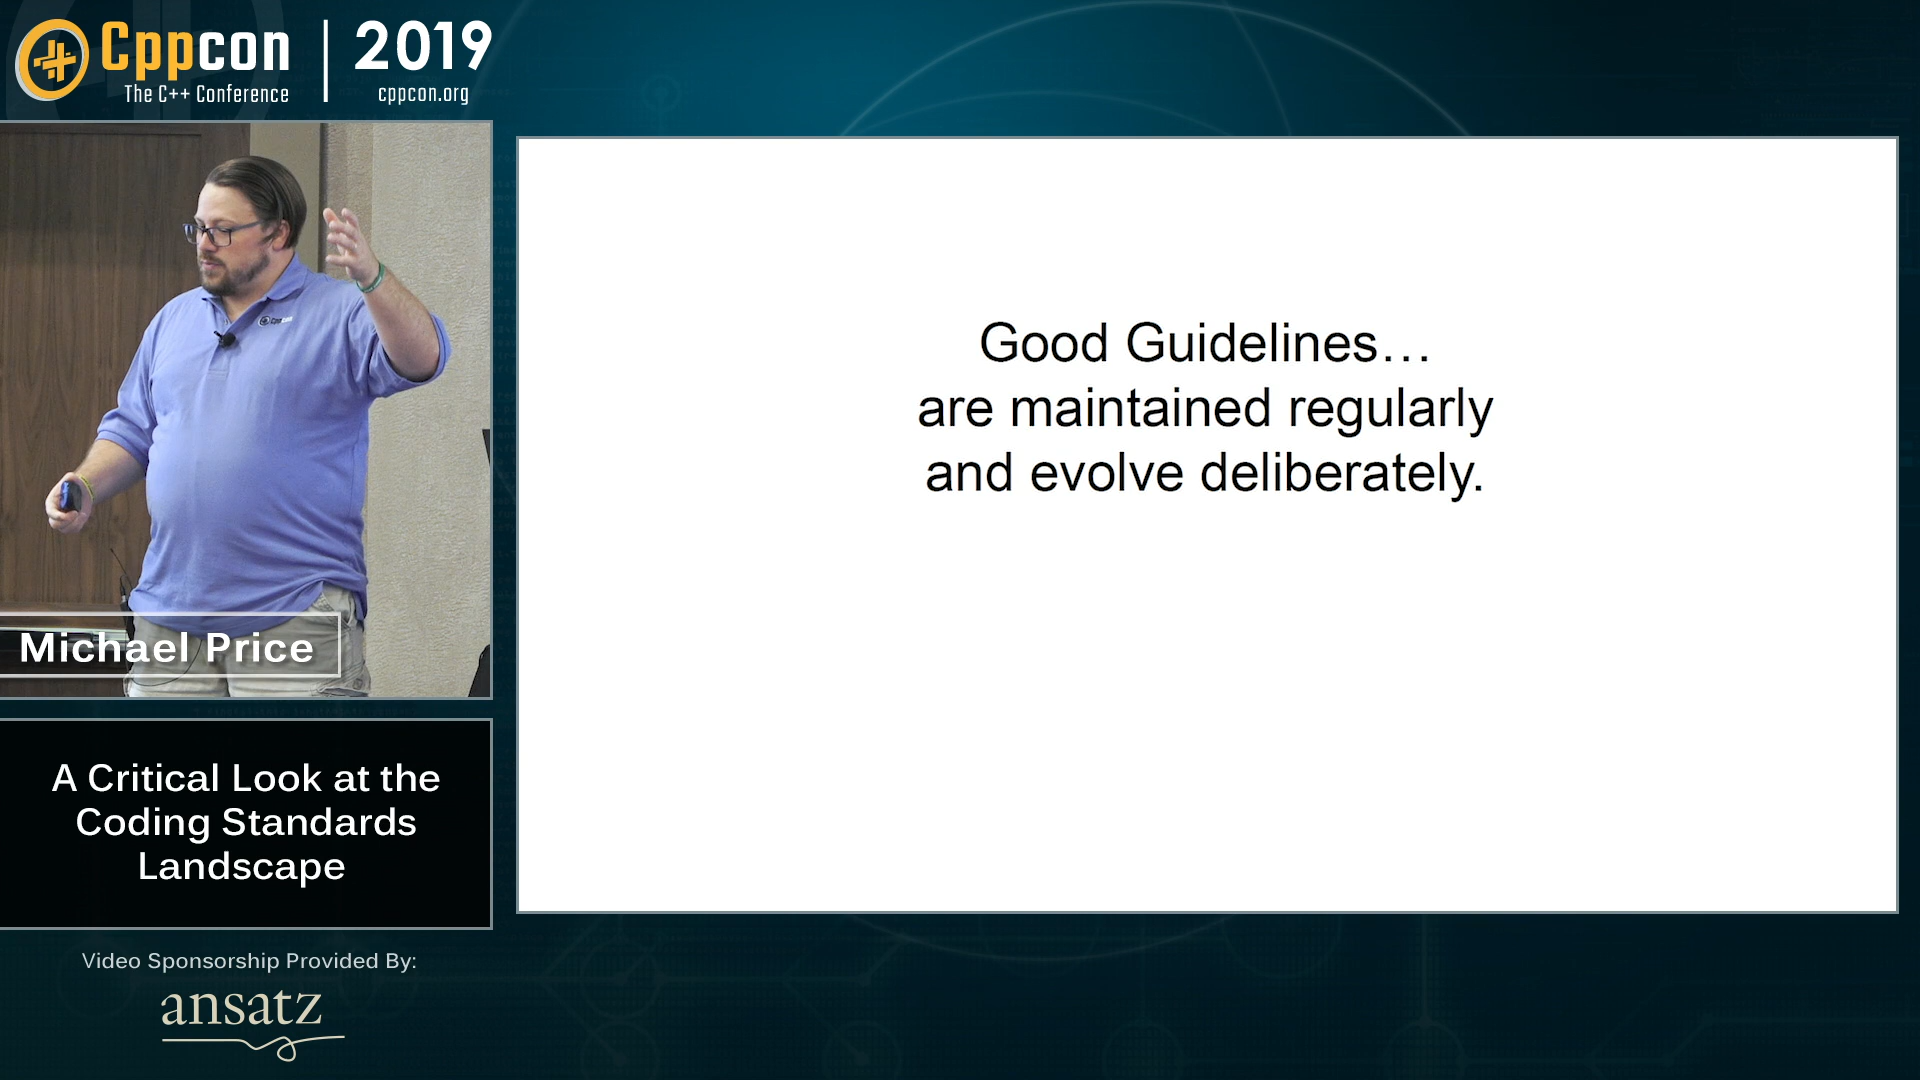 Cppcon
The C++ Conference
2019
cppcon.org
Cppcon
Michael Price
A Critical Look at the
Coding Standards
Landscape
Video Sponsorship Provided By:
ansatz
Good Guidelines…
are maintained regularly
and evolve deliberately.